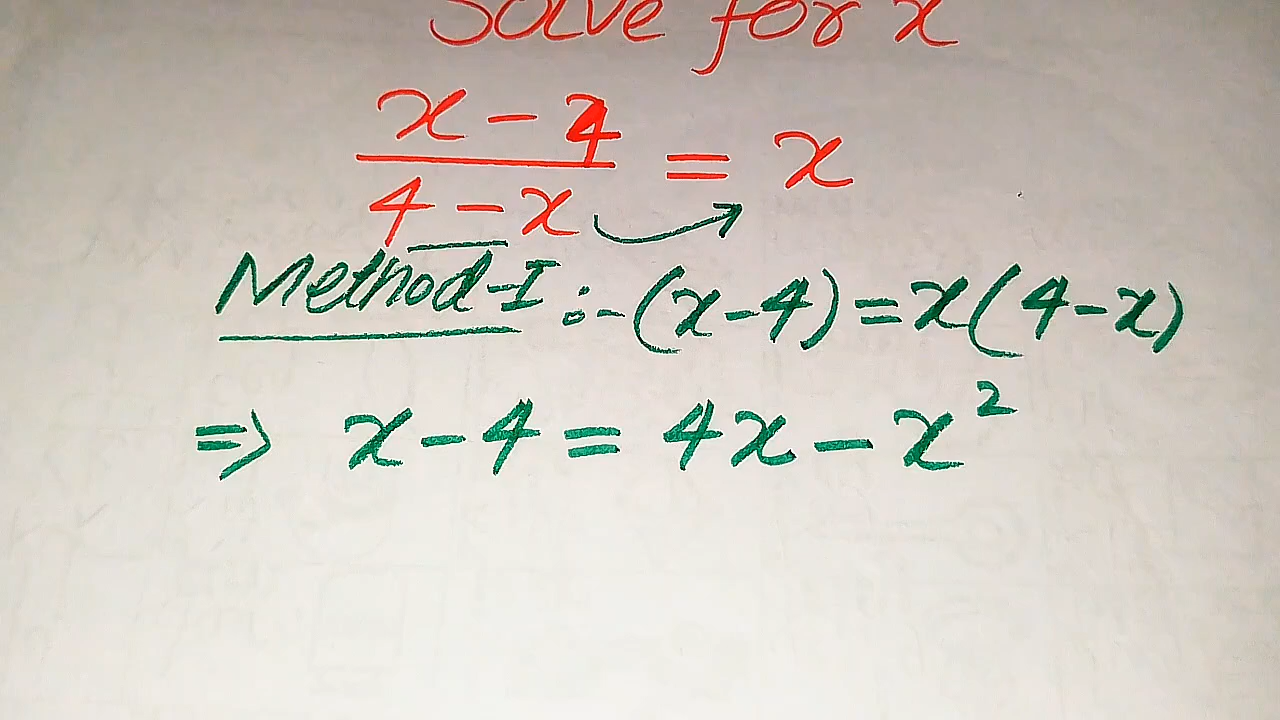 Solve for x
x - 4
4 - x
= x
Method-I :- (x-4) = x(4-x)
=> x - 4 = 4x - x²